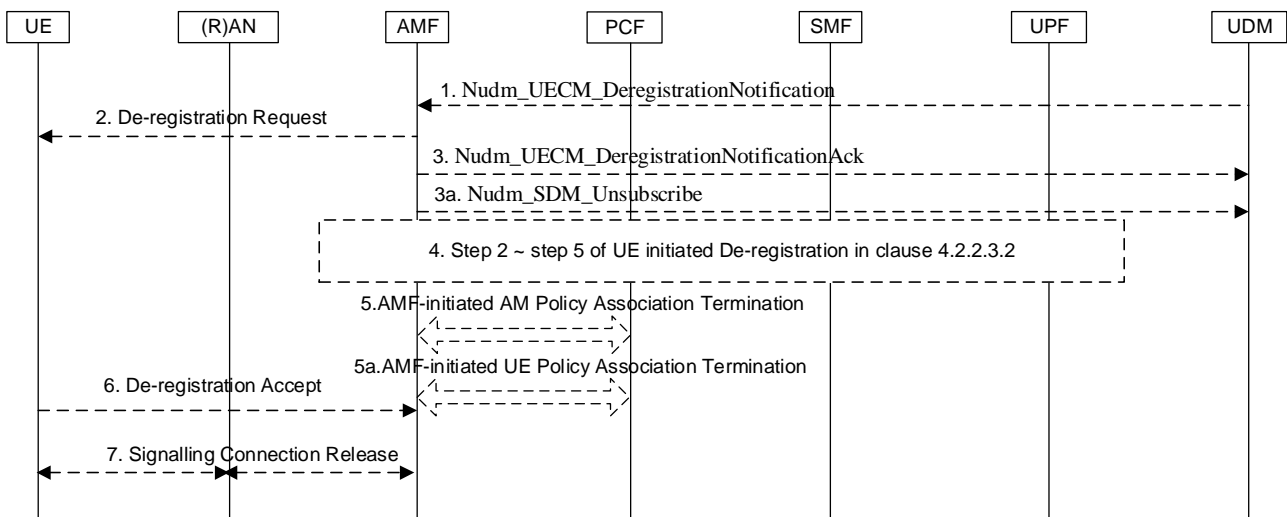 UE
(R)AN
AMF
PCF
SMF
UPF
UDM
1. Nudm_UECM_DeregistrationNotification
2. De-registration Request
3. Nudm_UECM_DeregistrationNotificationAck
3a. Nudm_SDM_Unsubscribe
4. Step 2 ~ step 5 of UE initiated De-registration in clause 4.2.2.3.2
5.AMF-initiated AM Policy Association Termination
5a.AMF-initiated UE Policy Association Termination
6. De-registration Accept
7. Signalling Connection Release